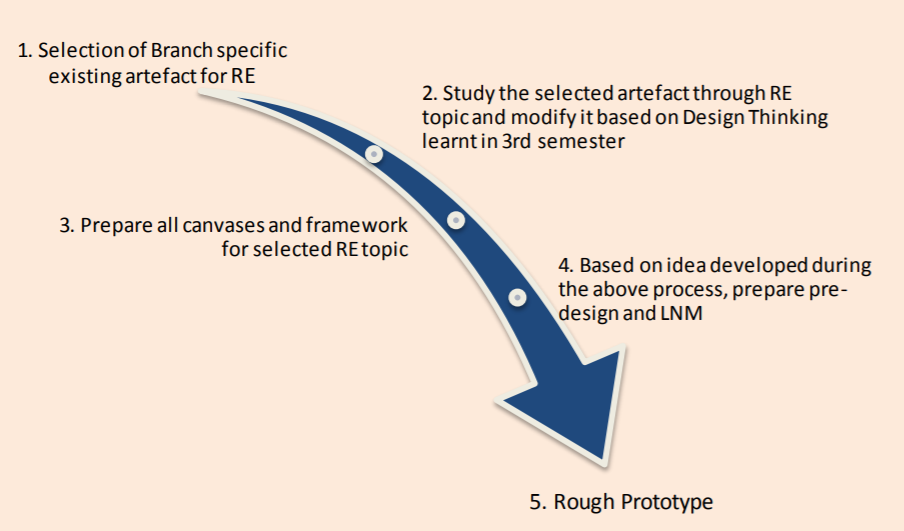 1. Selection of Branch specific
existing artefact for RE
2. Study the selected artefact through RE
topic and modify it based on Design Thinking
learnt in 3rd semester
3. Prepare all canvases and framework
for selected RE topic
4. Based on idea developed during
the above process, prepare pre-
design and LNM
5. Rough Prototype